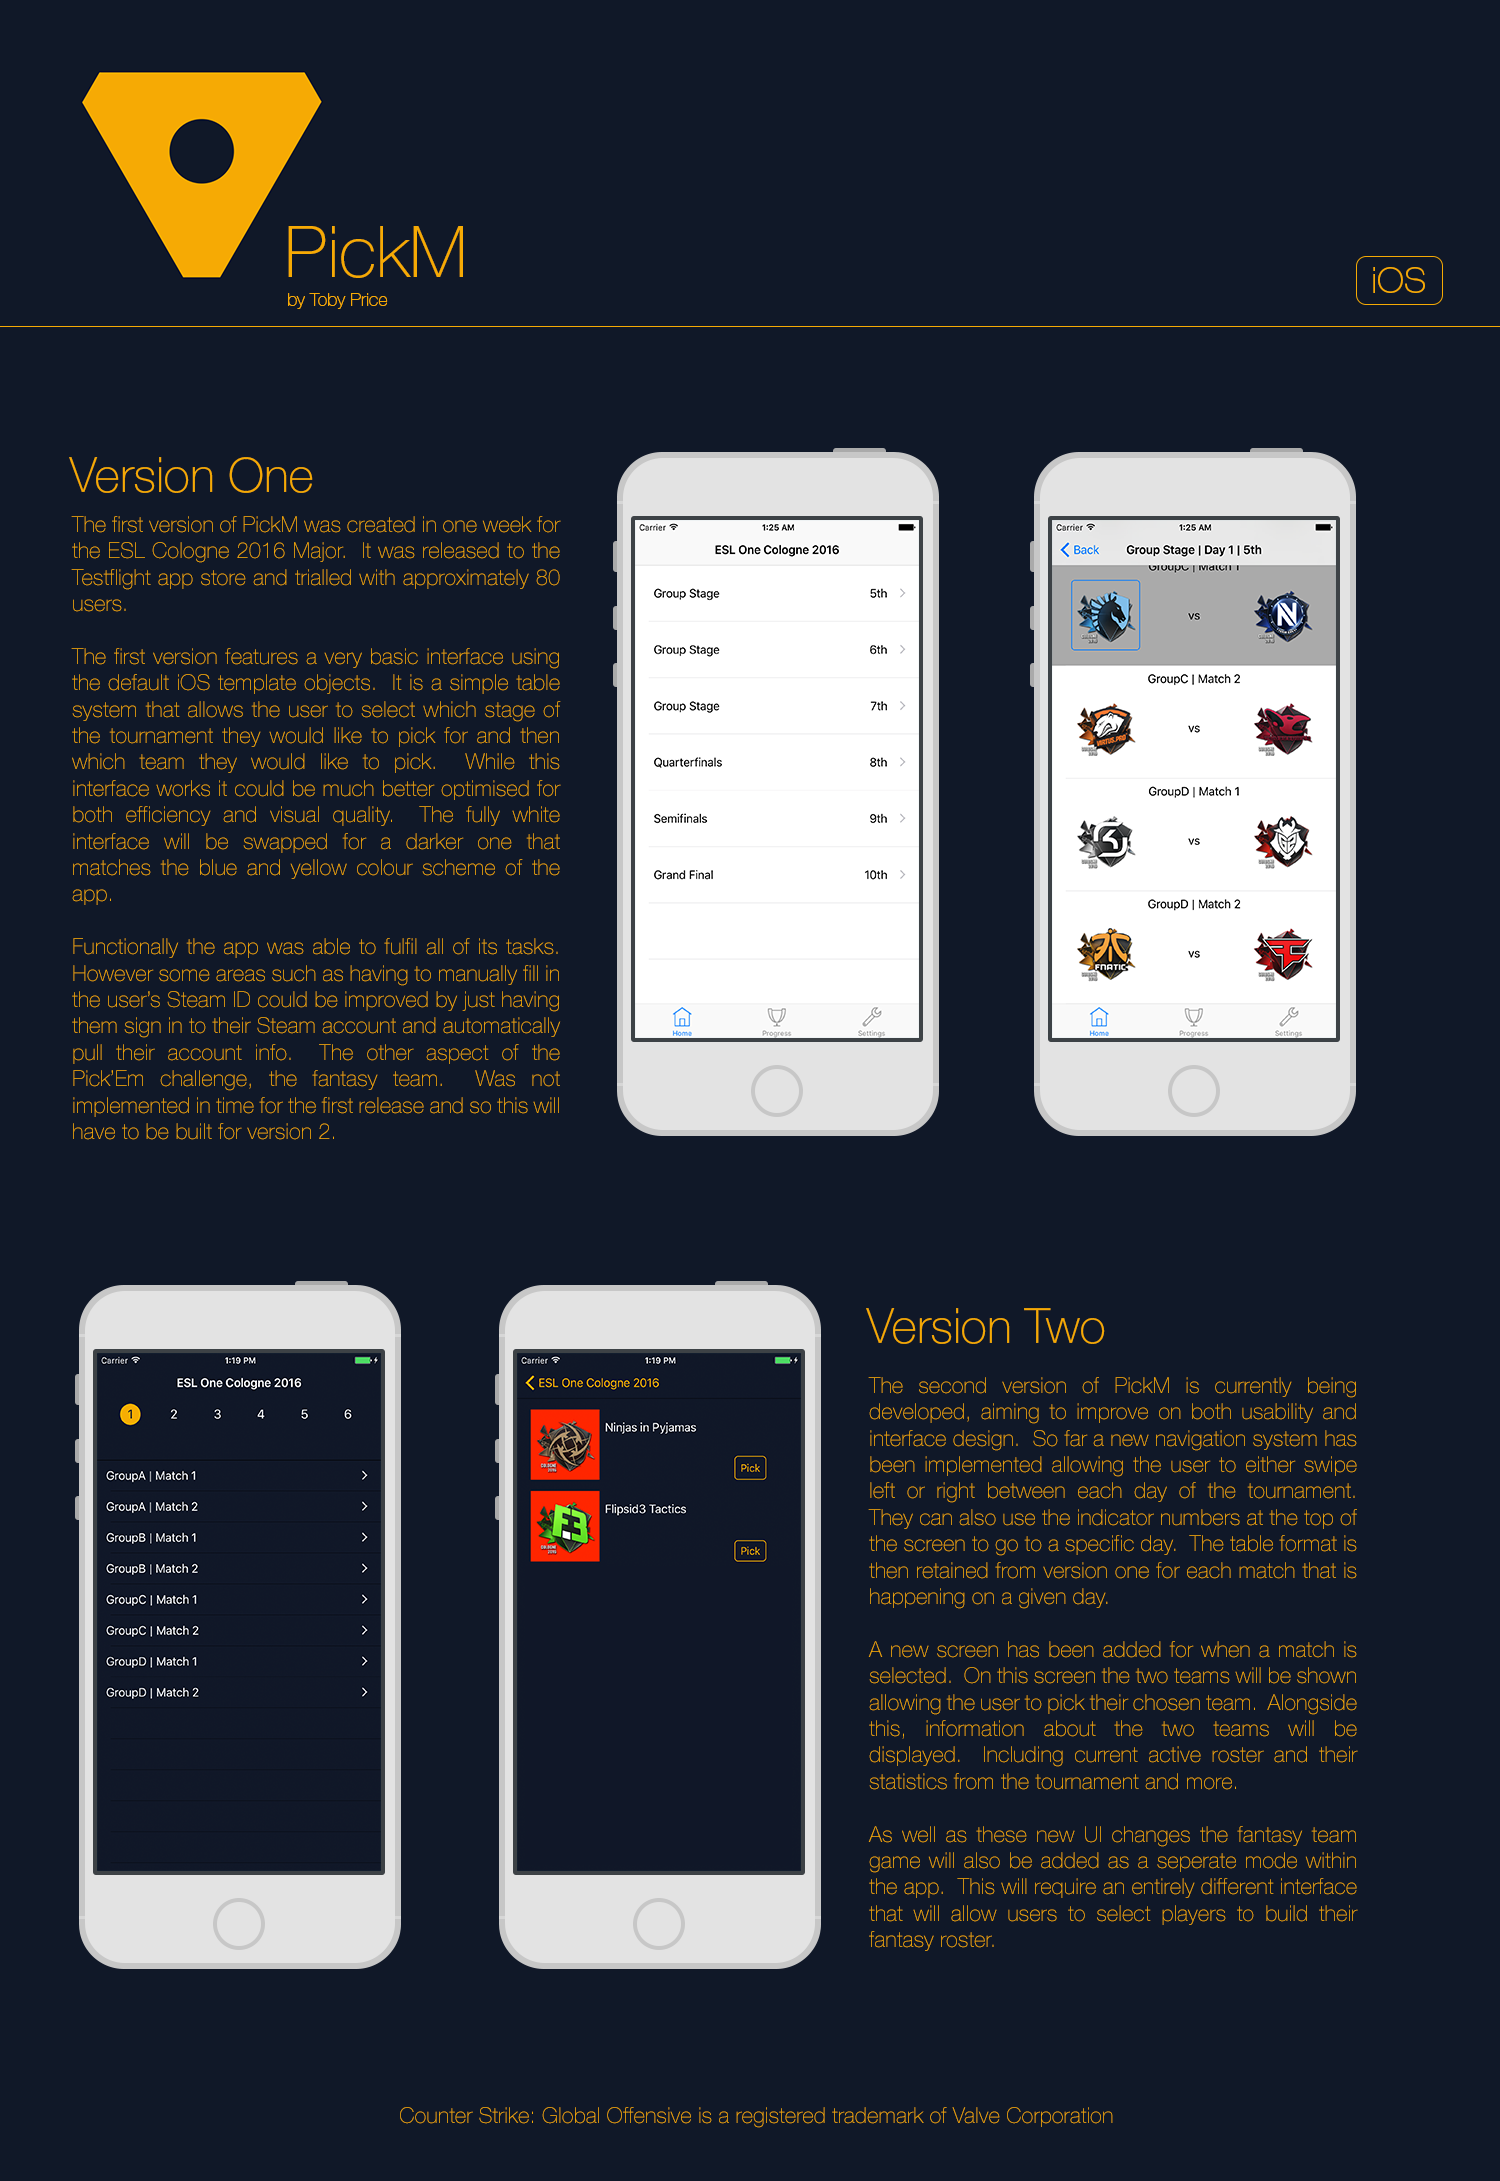 PickM
by Toby Price
iOS
Version One
The first version of PickM was created in one week for
the ESL Cologne 2016 Major. It was released to the
Testflight app store and trialled with approximately 80
users.
The first version features a very basic interface using
the default iOS template objects. It is a simple table
system that allows the user to select which stage of
the tournament they would like to pick for and then
which team they would like to pick. While this
interface works it could be much better optimised for
both efficiency and visual quality. The fully white
interface will be swapped for a darker one that
matches the blue and yellow colour scheme of the
app.
Functionally the app was able to fulfil all of its tasks.
However some areas such as having to manually fill in
the user's Steam ID could be improved by just having
them sign in to their Steam account and automatically
pull their account info. The other aspect of the
Pick'Em challenge, the fantasy team. Was not
implemented in time for the first release and so this will
have to be built for version 2.
Carrier 1:25 AM
ESL One Cologne 2016
Group Stage 5th
Group Stage 6th
Group Stage 7th
Quarterfinals 8th
Semifinals 9th
Grand Final 10th
Home Progress Settings
Carrier 1:25 AM
Back Group Stage | Day 1 | 5th
GroupC | Match 1
vs
GroupC | Match 2
VIRTUS.PRO
vs
GroupD | Match 1
vs
GroupD | Match 2
FNATIC
vs
Home Progress Settings
Carrier 1:19 PM
ESL One Cologne 2016
1 2 3 4 5 6
GroupA | Match 1
GroupA | Match 2
GroupB | Match 1
GroupB | Match 2
GroupC | Match 1
GroupC | Match 2
GroupD | Match 1
GroupD | Match 2
Carrier 1:19 PM
ESL One Cologne 2016
Ninjas in Pyjamas
COLOGNE
2016
Pick
Flipsid3 Tactics
F3
COLOGNE
2016
Pick
Version Two
The second version of PickM is currently being
developed, aiming to improve on both usability and
interface design. So far a new navigation system has
been implemented allowing the user to either swipe
left or right between each day of the tournament.
They can also use the indicator numbers at the top of
the screen to go to a specific day. The table format is
then retained from version one for each match that is
happening on a given day.
A new screen has been added for when a match is
selected. On this screen the two teams will be shown
allowing the user to pick their chosen team. Alongside
this, information about the two teams will be
displayed. Including current active roster and their
statistics from the tournament and more.
As well as these new UI changes the fantasy team
game will also be added as a seperate mode within
the app. This will require an entirely different interface
that will allow users to select players to build their
fantasy roster.
Counter Strike: Global Offensive is a registered trademark of Valve Corporation